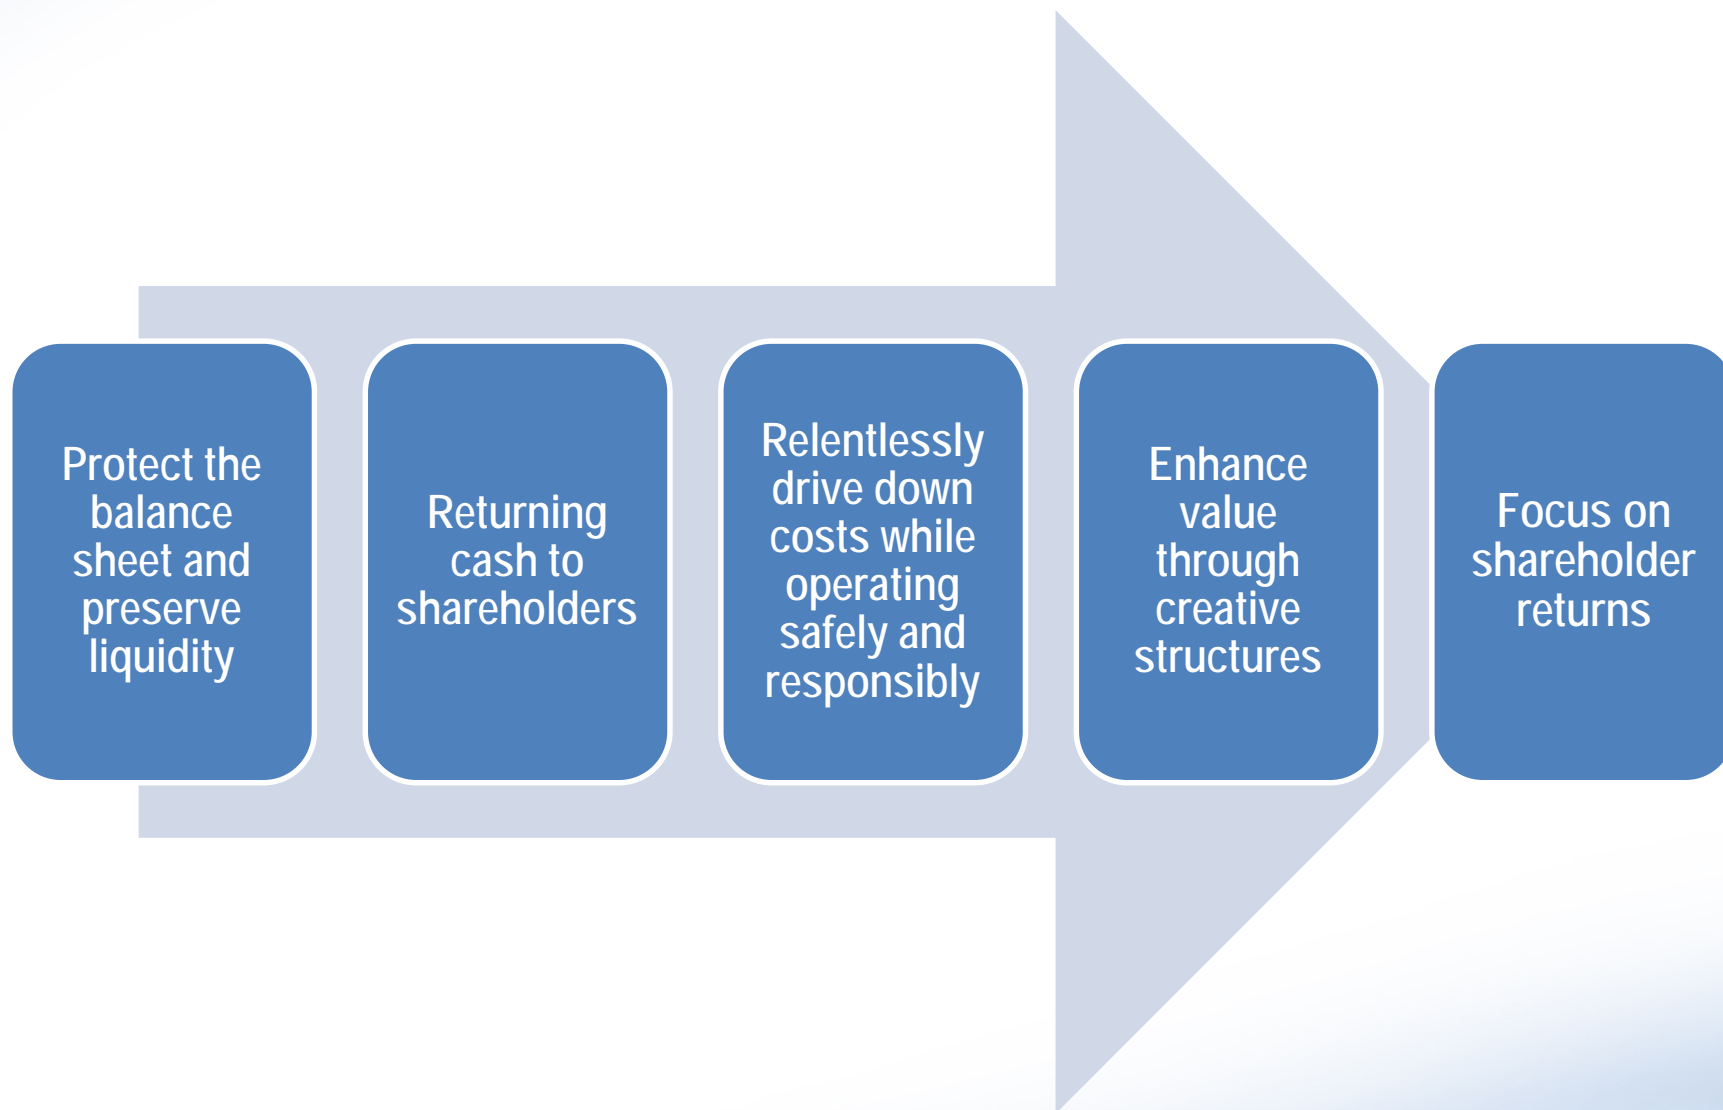 Protect the
balance
sheet and
preserve
liquidity
Returning
cash to
shareholders
Relentlessly
drive down
costs while
operating
safely and
responsibly
Enhance
value
through
creative
structures
Focus on
shareholder
returns